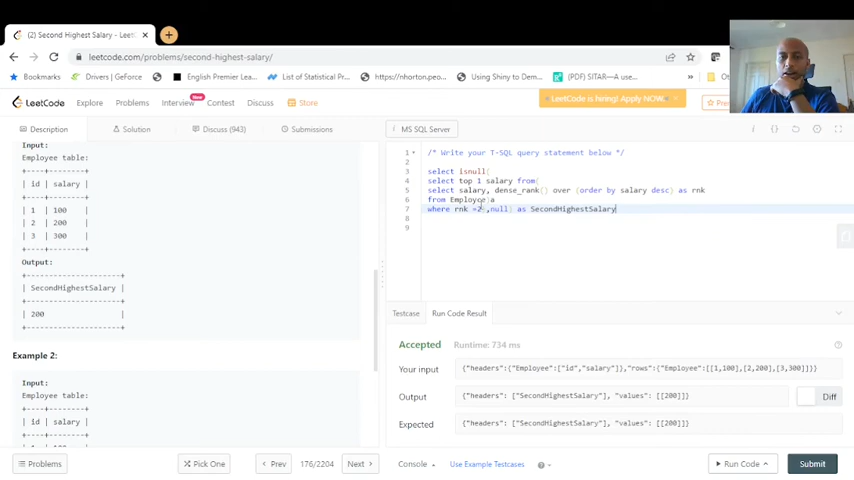 (2) Second Highest Salary - Leet
leetcode.com/problems/second-highest-salary/
Bookmarks
Drivers | GeForce
English Premier Lea...
List of Statistical Pro...
https://nhorton.peo...
Using Shiny to Dem...
(PDF) SITAR—A use...
LeetCode
Explore
Problems
Interview
New
Contest
Discuss
Store
LeetCode is hiring! Apply NOW.
Description
Solution
Discuss (943)
Submissions
MS SQL Server
Input:
Employee table:
+----+--------+
| id | salary |
+----+--------+
| 1 | 100 |
| 2 | 200 |
| 3 | 300 |
+----+--------+
Output:
+---------------------+
| SecondHighestSalary |
+---------------------+
| 200 |
+---------------------+
Example 2:
Input:
Employee table:
+----+--------+
| id | salary |
+----+--------+
1 /* Write your T-SQL query statement below */
2
3 select isnull(
4 select top 1 salary from(
5 select salary, dense_rank() over (order by salary desc) as rnk
6 from Employee)a
7 where rnk =2),null) as SecondHighestSalary
8
9
Testcase
Run Code Result
Accepted
Runtime: 734 ms
Your input
{"headers":{"Employee":["id","salary"]},"rows":{"Employee":[[1,100],[2,200],[3,300]]}}
Output
{"headers": ["SecondHighestSalary"], "values": [[200]]}
Diff
Expected
{"headers": ["SecondHighestSalary"], "values": [[200]]}
Problems
Pick One
Prev
176/2204
Next
Console
Use Example Testcases
Run Code
Submit